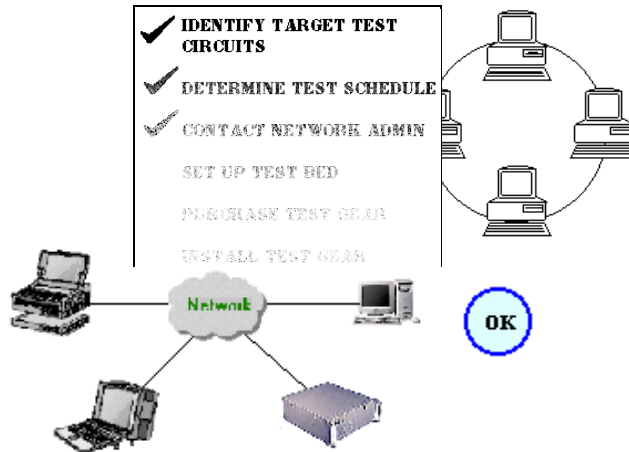 IDENTIFY TARGET TEST
CIRCUITS
DETERMINE TEST SCHEDULE
CONTACT NETWORK ADMIN
SET UP TEST BED
PURCHASE TEST GEAR
INSTALL TEST GEAR
Network
OK